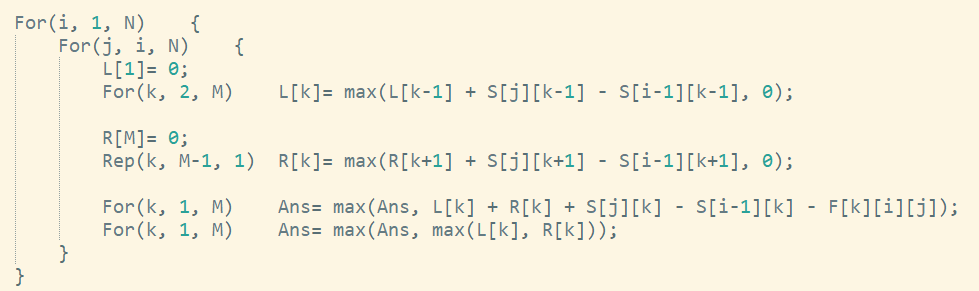 For(i, 1, N)    {
    For(j, i, N)    {
        L[1]= 0;
        For(k, 2, M)    L[k]= max(L[k-1] + S[j][k-1] - S[i-1][k-1], 0);

        R[M]= 0;
        Rep(k, M-1, 1)  R[k]= max(R[k+1] + S[j][k+1] - S[i-1][k+1], 0);

        For(k, 1, M)    Ans= max(Ans, L[k] + R[k] + S[j][k] - S[i-1][k] - F[k][i][j]);
        For(k, 1, M)    Ans= max(Ans, max(L[k], R[k]));
    }
}